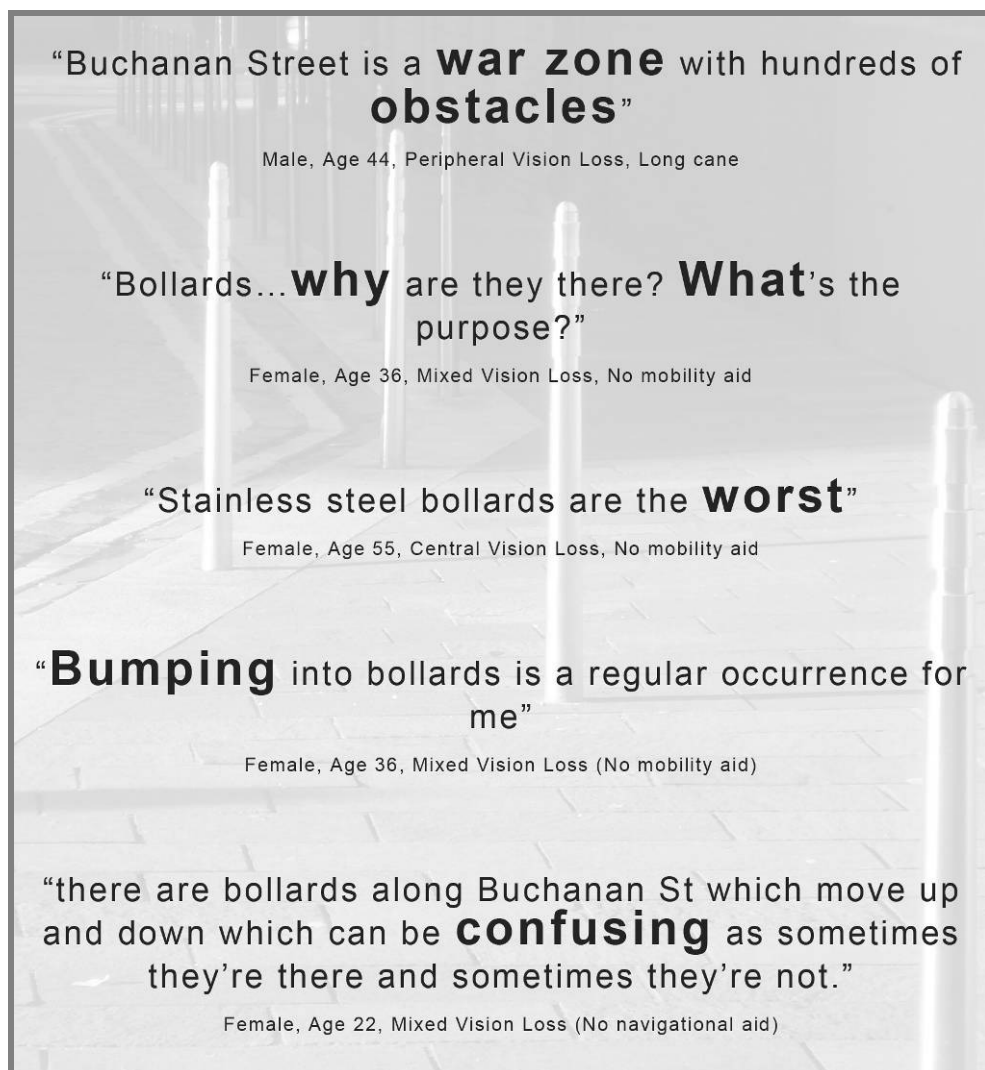 “Buchanan Street is a war zone with hundreds of
obstacles”
Male, Age 44, Peripheral Vision Loss, Long cane
“Bollards…why are they there? What’s the
purpose?”
Female, Age 36, Mixed Vision Loss, No mobility aid
“Stainless steel bollards are the worst”
Female, Age 55, Central Vision Loss, No mobility aid
“Bumping into bollards is a regular occurrence for
me”
Female, Age 36, Mixed Vision Loss (No mobility aid)
“there are bollards along Buchanan St which move up
and down which can be confusing as sometimes
they’re there and sometimes they’re not.”
Female, Age 22, Mixed Vision Loss (No navigational aid)